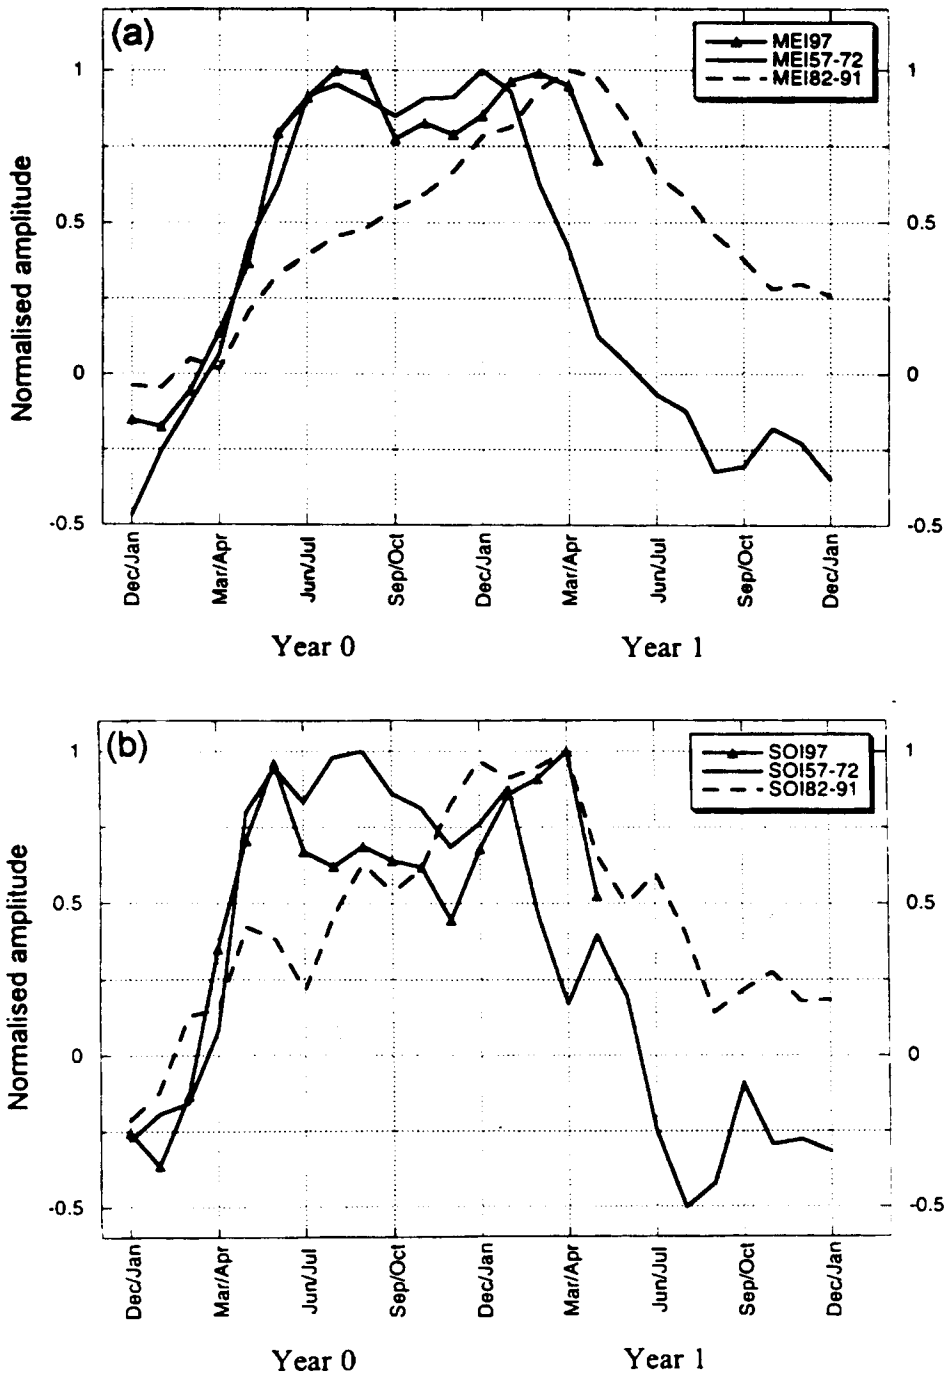 (a)
MEI97
MEI57-72
MEI82-91
Normalised amplitude
1
0.5
0
-0.5
1
0.5
0
-0.5
Dec/Jan
Mar/Apr
Jun/Jul
Sep/Oct
Dec/Jan
Mar/Apr
Jun/Jul
Sep/Oct
Dec/Jan
Year 0
Year 1
(b)
SOI97
SOI57-72
SOI82-91
Normalised amplitude
1
0.5
0
-0.5
1
0.5
0
-0.5
Dec/Jan
Mar/Apr
Jun/Jul
Sep/Oct
Dec/Jan
Mar/Apr
Jun/Jul
Sep/Oct
Dec/Jan
Year 0
Year 1